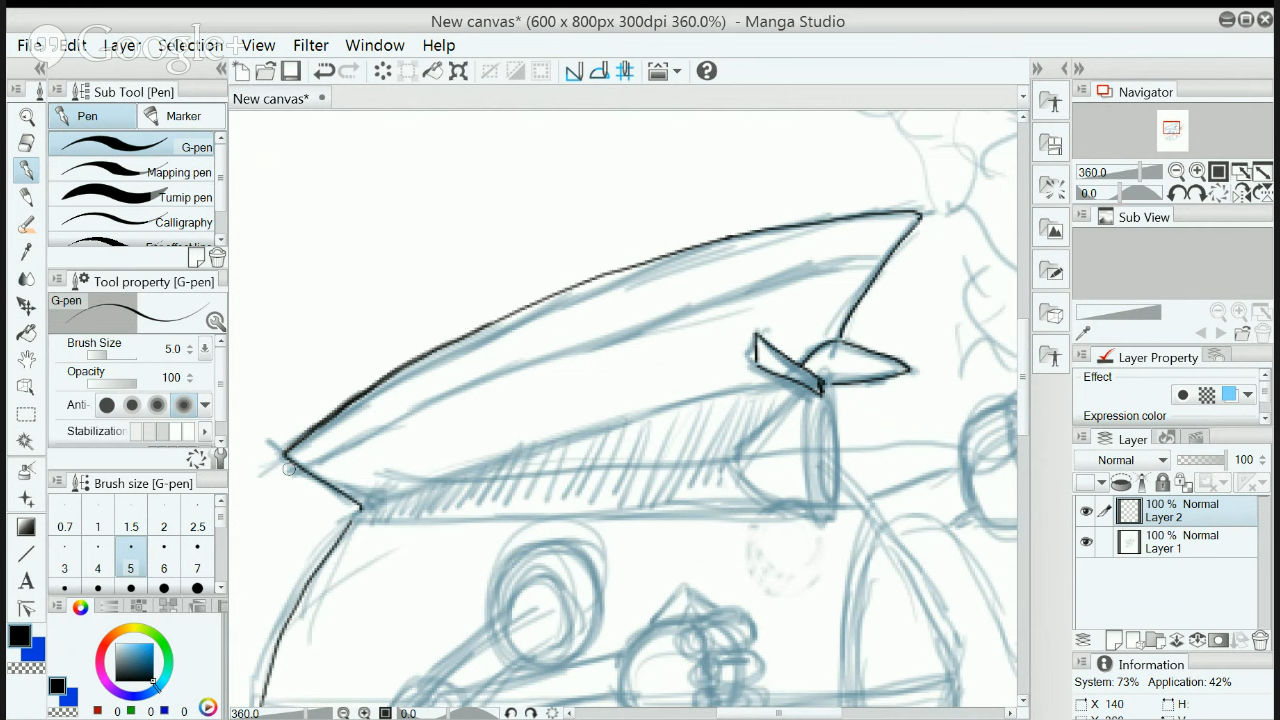 New canvas* (600 x 800px 300dpi 360.0%) - Manga Studio
Google+
File Edit Layer Selection View Filter Window Help
Sub Tool [Pen]
New canvas*
Navigator
Pen Marker
G-pen
Mapping pen
Turnip pen
Calligraphy
360.0
0.0
Sub View
Tool property [G-pen]
G-pen
Brush Size 5.0
Opacity 100
Anti-
Stabilization
Layer Property
Effect
Expression color
Layer
Normal 100
Brush size [G-pen]
0.7 1 1.5 2 2.5
3 4 5 6 7
100 % Normal
Layer 2
100 % Normal
Layer 1
A
Information
System: 73% Application: 42%
X 140 H:
0 0 0
360.0 0.0